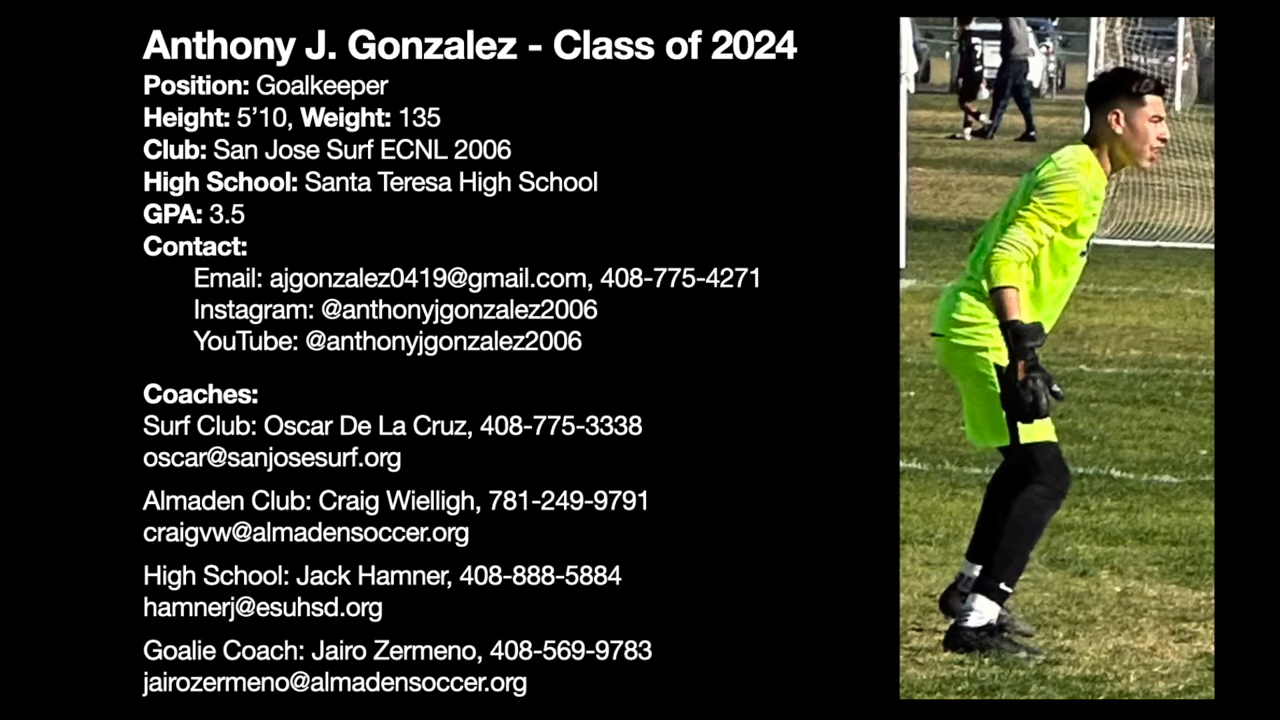 Anthony J. Gonzalez - Class of 2024
Position: Goalkeeper
Height: 5’10, Weight: 135
Club: San Jose Surf ECNL 2006
High School: Santa Teresa High School
GPA: 3.5
Contact:
Email: ajgonzalez0419@gmail.com, 408-775-4271
Instagram: @anthonyjgonzalez2006
YouTube: @anthonyjgonzalez2006
Coaches:
Surf Club: Oscar De La Cruz, 408-775-3338
oscar@sanjosesurf.org
Almaden Club: Craig Wielligh, 781-249-9791
craigvw@almadensoccer.org
High School: Jack Hamner, 408-888-5884
hamnerj@esuhsd.org
Goalie Coach: Jairo Zermeno, 408-569-9783
jairozermeno@almadensoccer.org